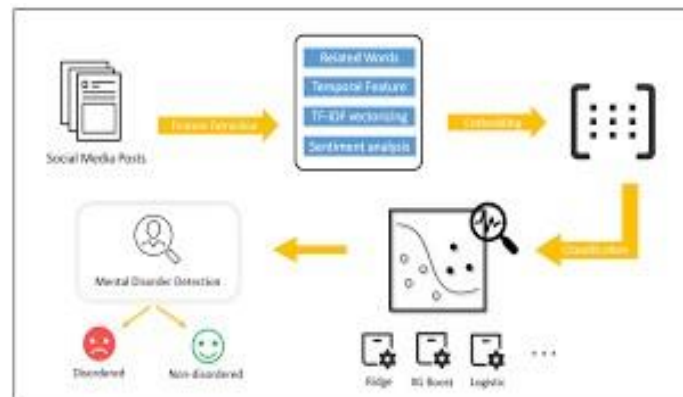 Related Words
Temporal Feature
TF-IDF vectorizing
Sentiment analysis
Feature Extraction
Embedding
Social Media Posts
Classification
Mental Disorder Detection
Disordered
Non-disordered
Ridge
XG Boost
Logistic
...